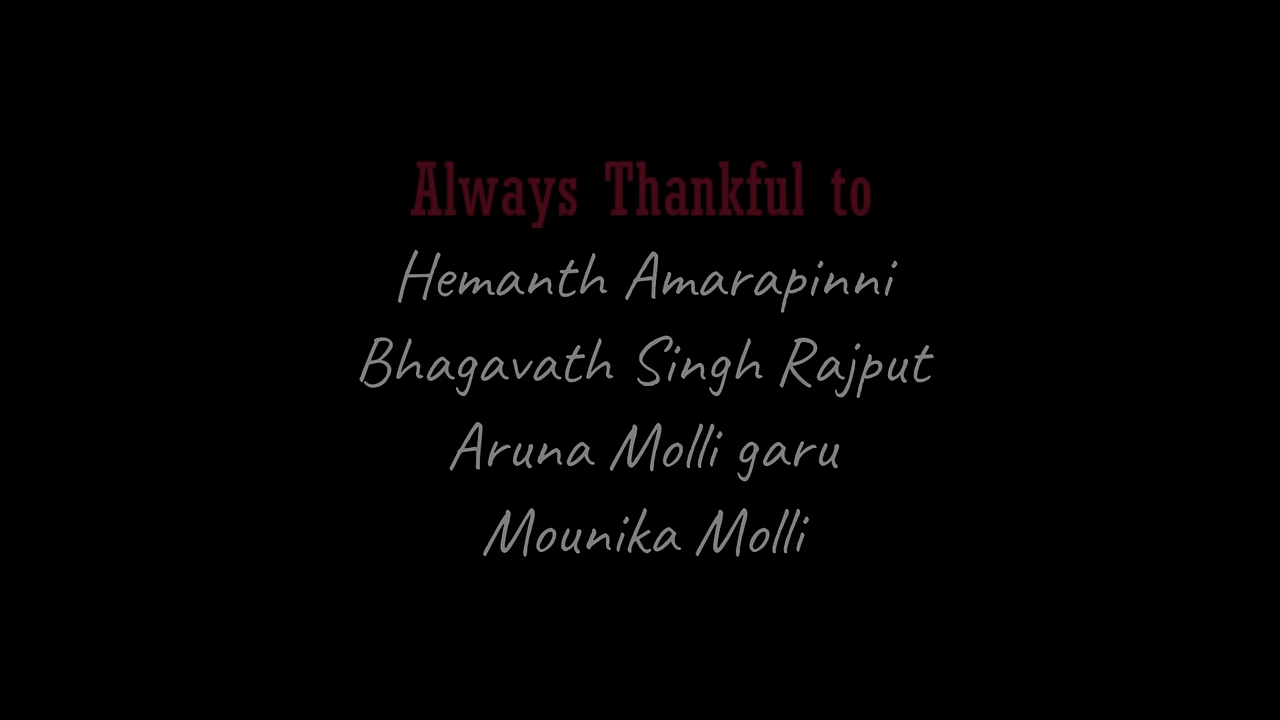 Always Thankful to
Hemanth Amarapinni
Bhagavath Singh Rajput
Aruna Molli garu
Mounika Molli